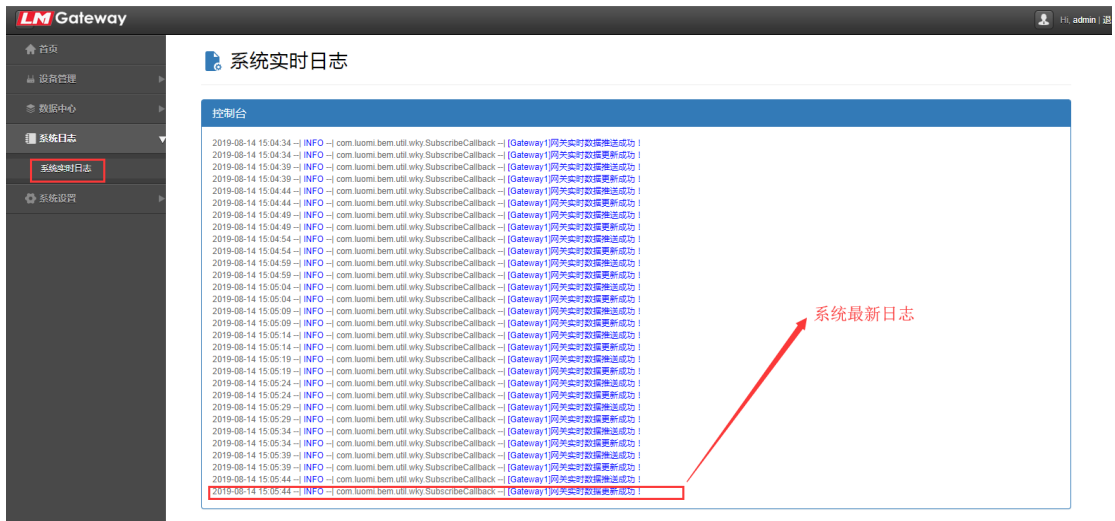 LM Gateway
Hi, admin | 退
首页
设备管理
数据中心
系统日志
系统实时日志
系统设置
系统实时日志
控制台
2019-08-14 15:04:34 --| INFO --| com.luomi.bem.util.wky.SubscribeCallback --| [Gateway1]网关实时数据推送成功！
2019-08-14 15:04:34 --| INFO --| com.luomi.bem.util.wky.SubscribeCallback --| [Gateway1]网关实时数据更新成功！
2019-08-14 15:04:39 --| INFO --| com.luomi.bem.util.wky.SubscribeCallback --| [Gateway1]网关实时数据推送成功！
2019-08-14 15:04:39 --| INFO --| com.luomi.bem.util.wky.SubscribeCallback --| [Gateway1]网关实时数据更新成功！
2019-08-14 15:04:44 --| INFO --| com.luomi.bem.util.wky.SubscribeCallback --| [Gateway1]网关实时数据推送成功！
2019-08-14 15:04:44 --| INFO --| com.luomi.bem.util.wky.SubscribeCallback --| [Gateway1]网关实时数据更新成功！
2019-08-14 15:04:49 --| INFO --| com.luomi.bem.util.wky.SubscribeCallback --| [Gateway1]网关实时数据推送成功！
2019-08-14 15:04:49 --| INFO --| com.luomi.bem.util.wky.SubscribeCallback --| [Gateway1]网关实时数据更新成功！
2019-08-14 15:04:54 --| INFO --| com.luomi.bem.util.wky.SubscribeCallback --| [Gateway1]网关实时数据推送成功！
2019-08-14 15:04:54 --| INFO --| com.luomi.bem.util.wky.SubscribeCallback --| [Gateway1]网关实时数据更新成功！
2019-08-14 15:04:59 --| INFO --| com.luomi.bem.util.wky.SubscribeCallback --| [Gateway1]网关实时数据推送成功！
2019-08-14 15:04:59 --| INFO --| com.luomi.bem.util.wky.SubscribeCallback --| [Gateway1]网关实时数据更新成功！
2019-08-14 15:05:04 --| INFO --| com.luomi.bem.util.wky.SubscribeCallback --| [Gateway1]网关实时数据推送成功！
2019-08-14 15:05:04 --| INFO --| com.luomi.bem.util.wky.SubscribeCallback --| [Gateway1]网关实时数据更新成功！
2019-08-14 15:05:09 --| INFO --| com.luomi.bem.util.wky.SubscribeCallback --| [Gateway1]网关实时数据推送成功！
2019-08-14 15:05:09 --| INFO --| com.luomi.bem.util.wky.SubscribeCallback --| [Gateway1]网关实时数据更新成功！
2019-08-14 15:05:14 --| INFO --| com.luomi.bem.util.wky.SubscribeCallback --| [Gateway1]网关实时数据推送成功！
2019-08-14 15:05:14 --| INFO --| com.luomi.bem.util.wky.SubscribeCallback --| [Gateway1]网关实时数据更新成功！
2019-08-14 15:05:19 --| INFO --| com.luomi.bem.util.wky.SubscribeCallback --| [Gateway1]网关实时数据推送成功！
2019-08-14 15:05:19 --| INFO --| com.luomi.bem.util.wky.SubscribeCallback --| [Gateway1]网关实时数据更新成功！
2019-08-14 15:05:24 --| INFO --| com.luomi.bem.util.wky.SubscribeCallback --| [Gateway1]网关实时数据推送成功！
2019-08-14 15:05:24 --| INFO --| com.luomi.bem.util.wky.SubscribeCallback --| [Gateway1]网关实时数据更新成功！
2019-08-14 15:05:29 --| INFO --| com.luomi.bem.util.wky.SubscribeCallback --| [Gateway1]网关实时数据推送成功！
2019-08-14 15:05:29 --| INFO --| com.luomi.bem.util.wky.SubscribeCallback --| [Gateway1]网关实时数据更新成功！
2019-08-14 15:05:34 --| INFO --| com.luomi.bem.util.wky.SubscribeCallback --| [Gateway1]网关实时数据推送成功！
2019-08-14 15:05:34 --| INFO --| com.luomi.bem.util.wky.SubscribeCallback --| [Gateway1]网关实时数据更新成功！
2019-08-14 15:05:39 --| INFO --| com.luomi.bem.util.wky.SubscribeCallback --| [Gateway1]网关实时数据推送成功！
2019-08-14 15:05:39 --| INFO --| com.luomi.bem.util.wky.SubscribeCallback --| [Gateway1]网关实时数据更新成功！
2019-08-14 15:05:44 --| INFO --| com.luomi.bem.util.wky.SubscribeCallback --| [Gateway1]网关实时数据推送成功！
2019-08-14 15:05:44 --| INFO --| com.luomi.bem.util.wky.SubscribeCallback --| [Gateway1]网关实时数据更新成功！
系统最新日志